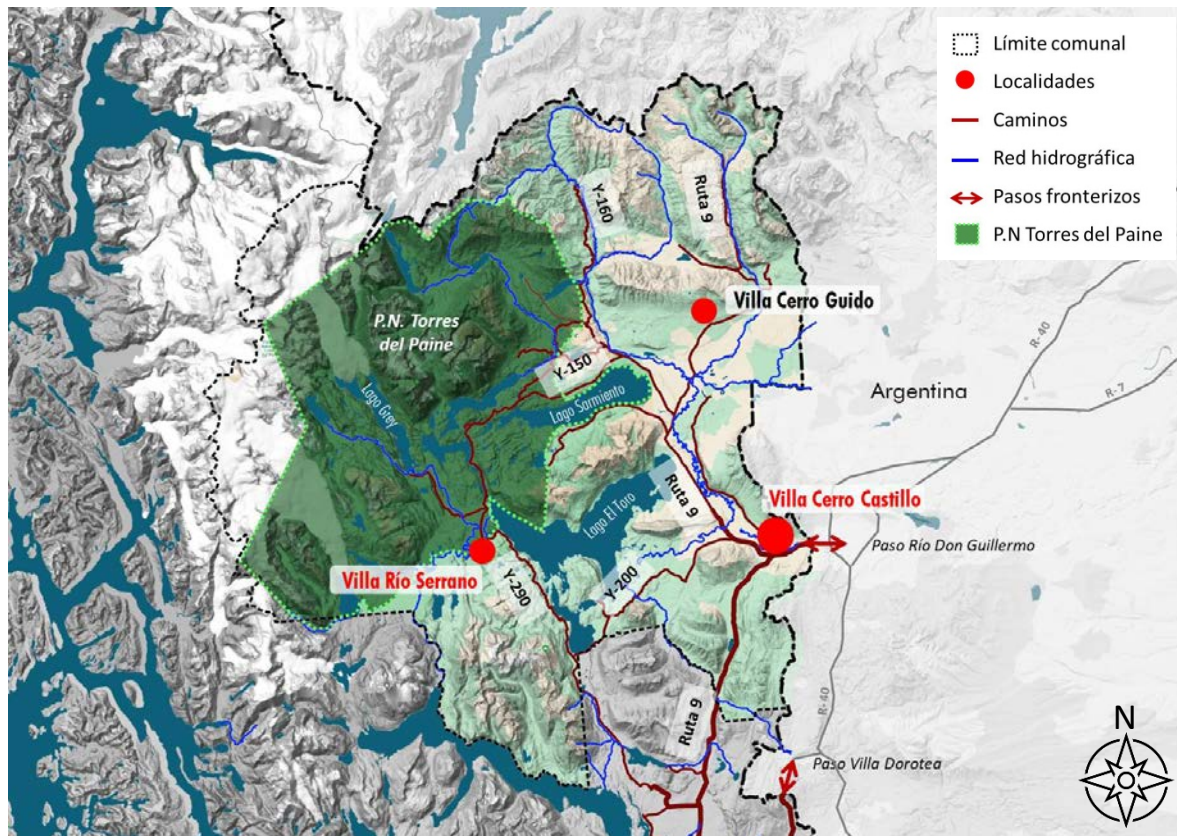 Límite comunal
Localidades
Caminos
Red hidrográfica
Pasos fronterizos
P.N Torres del Paine
Y-160
Ruta 9
Villa Cerro Guido
P.N. Torres
del Paine
Y-150
Lago Sarmiento
Lago Grey
Argentina
R-40
R-7
Lago El Toro
Ruta 9
Villa Cerro Castillo
Paso Río Don Guillermo
Villa Río Serrano
Y-290
Y-200
Ruta 9
R-40
Paso Villa Dorotea
N